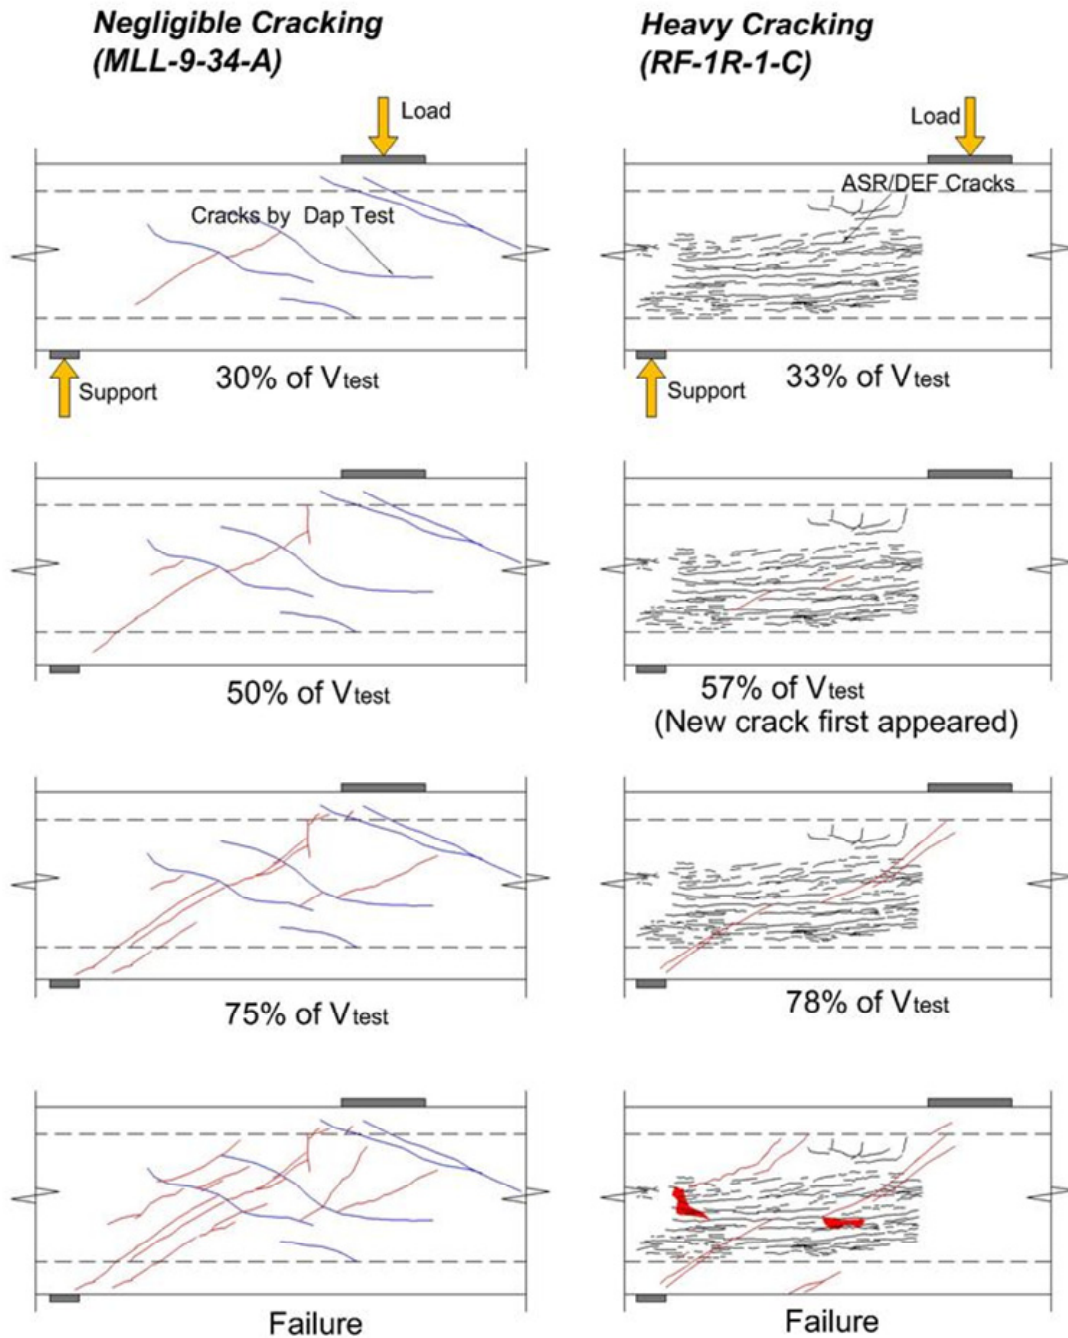 Negligible Cracking
(MLL-9-34-A)
Heavy Cracking
(RF-1R-1-C)
Load
Load
Cracks by Dap Test
ASR/DEF Cracks
Support
30% of Vtest
Support
33% of Vtest
50% of Vtest
57% of Vtest
(New crack first appeared)
75% of Vtest
78% of Vtest
Failure
Failure